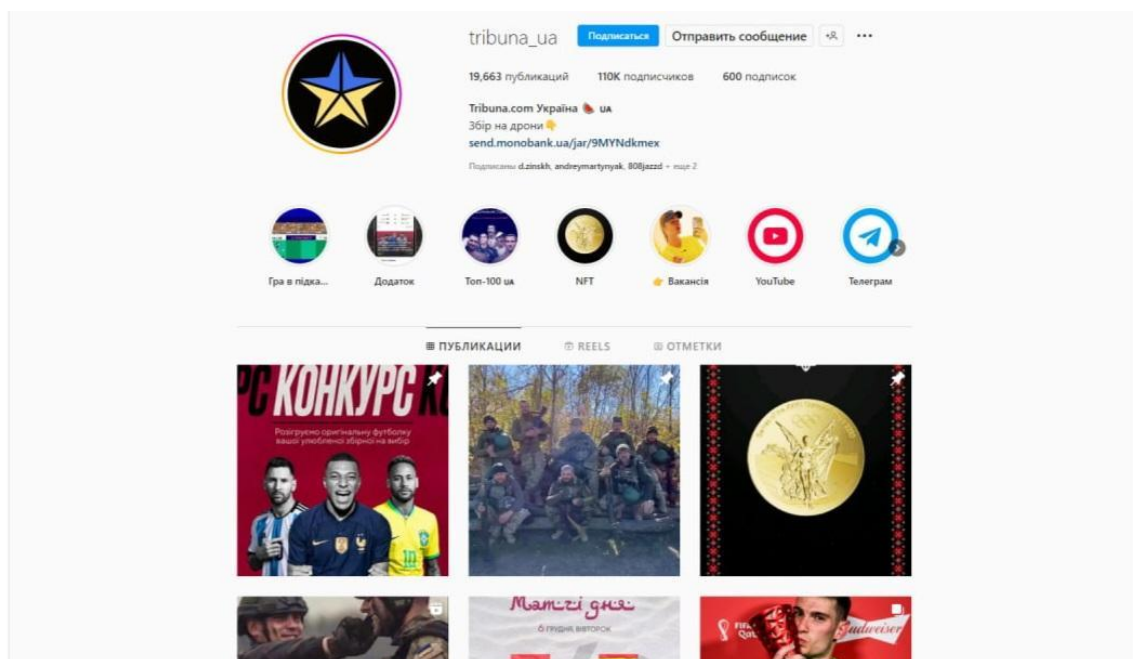 tribuna_ua Подписаться Отправить сообщение
19,663 публикаций 110K подписчиков 600 подписок
Tribuna.com Україна 🍉 UA
Збір на дрони👇
send.monobank.ua/jar/9MYNdkmex
Подписаны d.zinskh, andreymartynyak, 808jazzd + еще 2
Гра в підка... Додаток Топ-100 UA NFT 👉 Вакансія YouTube Телеграм
ПУБЛИКАЦИИ REELS ОТМЕТКИ
РС КОНКУРС КО
Розігруємо оригінальну футболку
вашої улюбленої збірної на вибір
10
Матчі дня
6 ГРУДНЯ, ВІВТОРОК
Budweiser